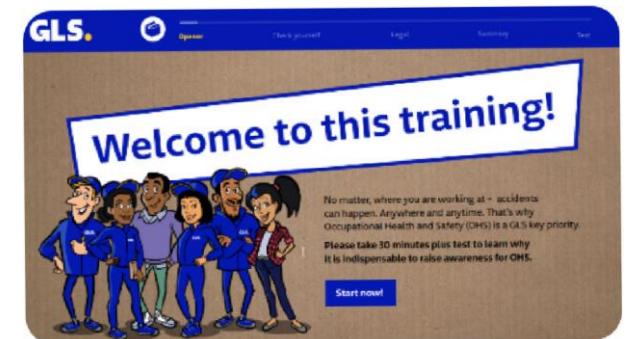 GLS.
Opener
Check yourself
Legal
Summary
Test
Welcome to this training!
No matter, where you are working at - accidents
can happen. Anywhere and anytime. That's why
Occupational Health and Safety (OHS) is a GLS key priority.
Please take 30 minutes plus test to learn why
it is indispensable to raise awareness for OHS.
Start now!
GLS.
GLS.